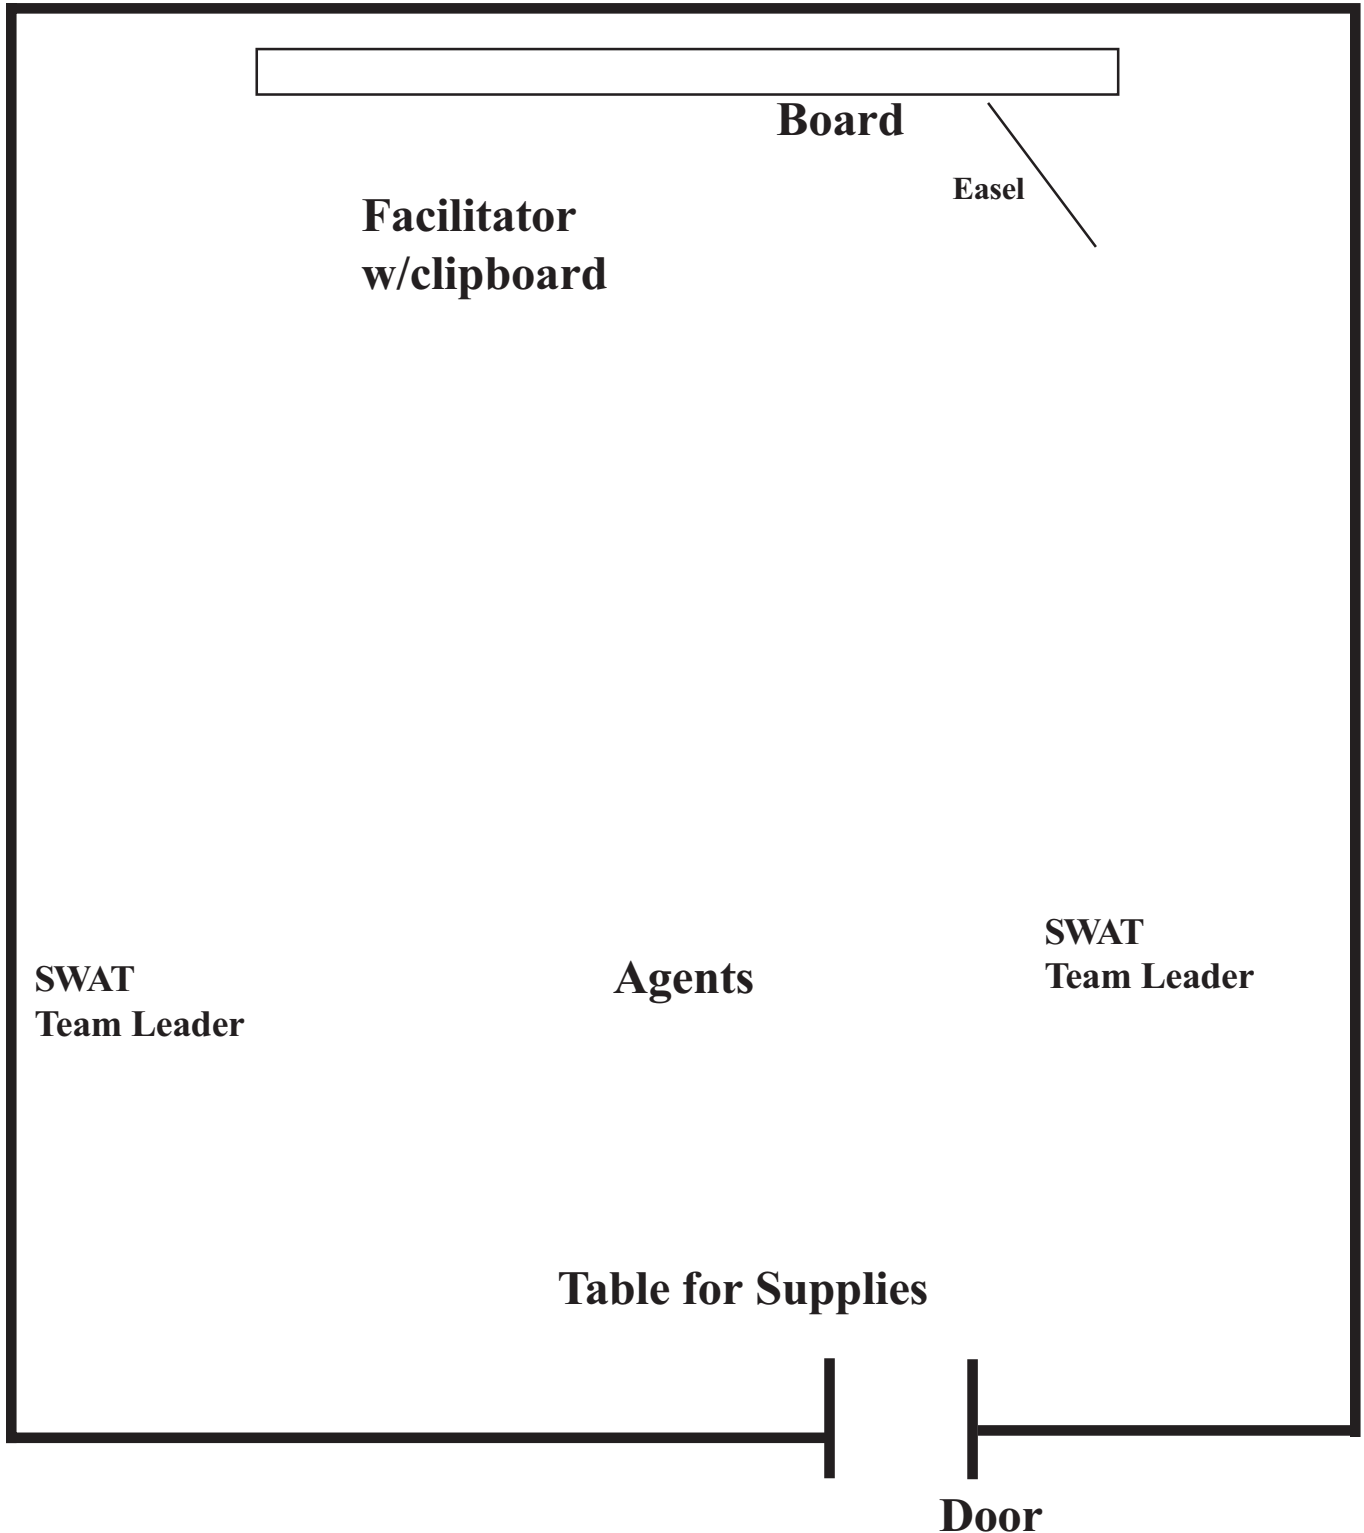 Board
Easel
Facilitator
w/clipboard
SWAT
Team Leader
Agents
SWAT
Team Leader
Table for Supplies
Door